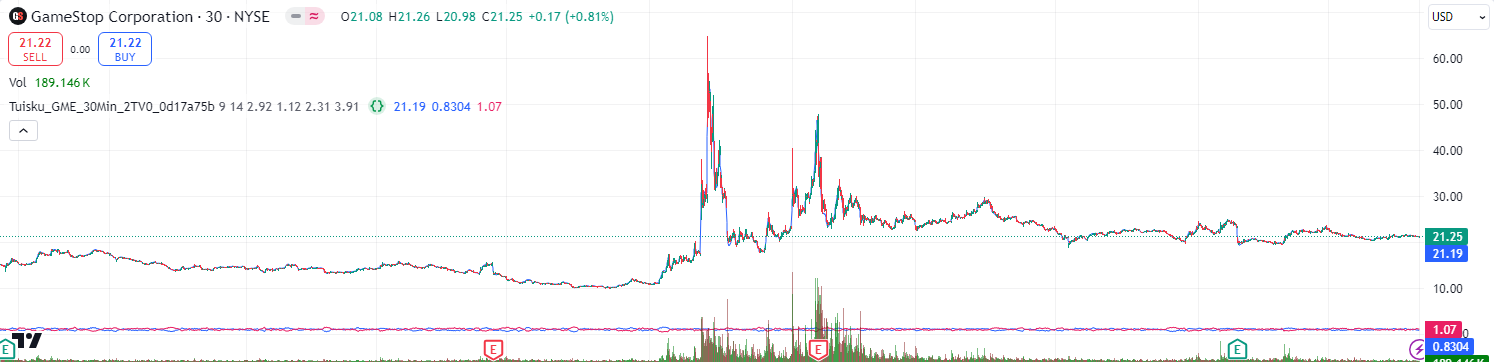 GS GameStop Corporation · 30 · NYSE O21.08 H21.26 L20.98 C21.25 +0.17 (+0.81%)
USD
21.22 SELL 0.00 21.22 BUY
Vol 189.146 K
Tuisku_GME_30Min_2TV0_0d17a75b 9 14 2.92 1.12 2.31 3.91 {} 21.19 0.8304 1.07
60.00
50.00
40.00
30.00
21.25
21.19
10.00
1.07
0.8304
189.146 K
E E E E